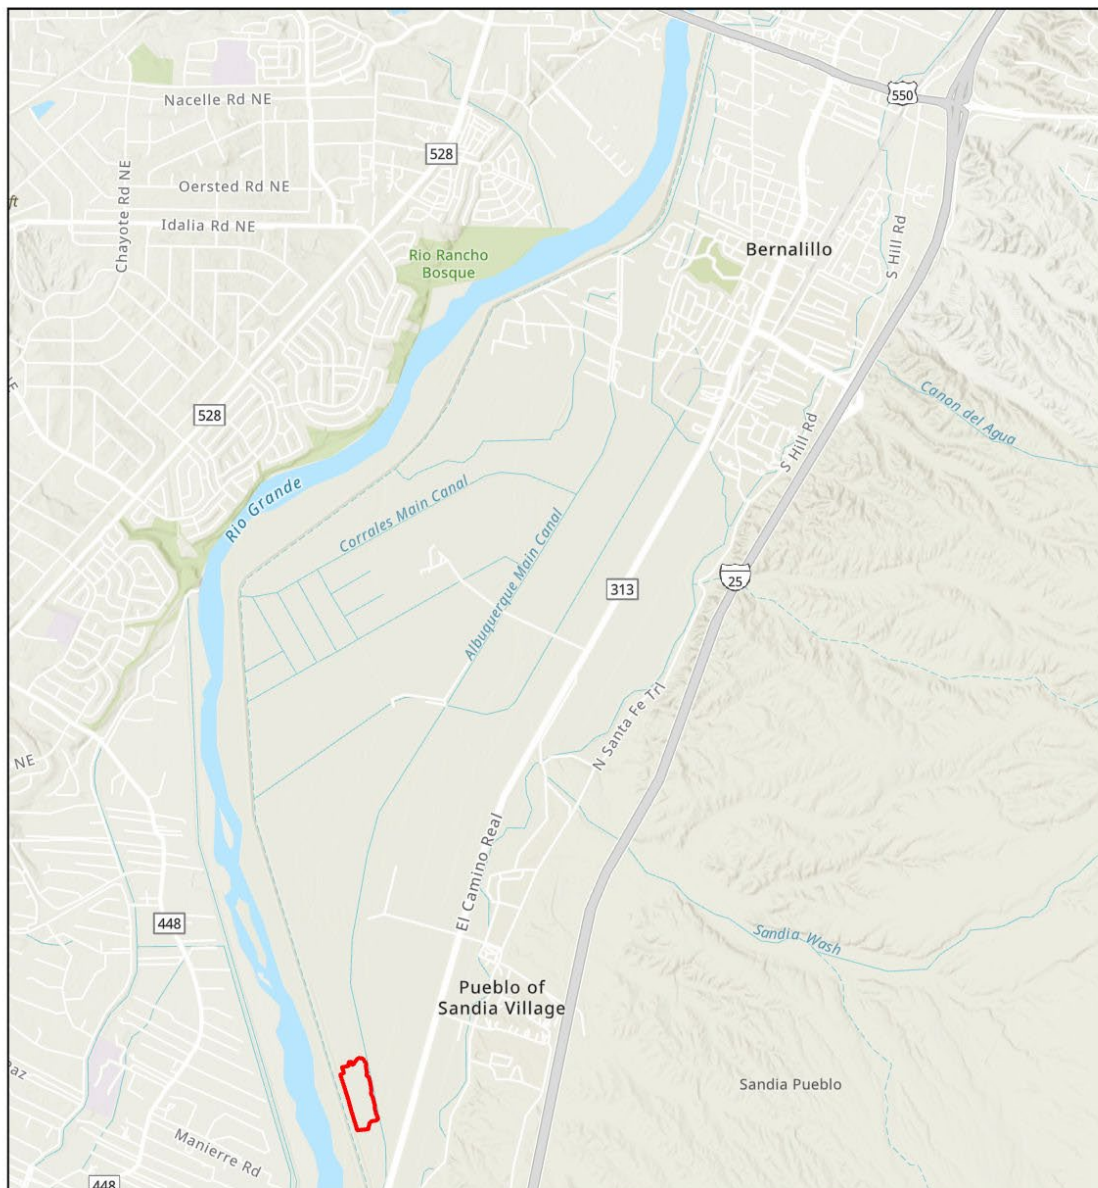 550
Nacelle Rd NE
528
Chayote Rd NE
Oersted Rd NE
ft
Idalia Rd NE
S Hill Rd
Bernalillo
Rio Rancho
Bosque
Canon del Agua
528
S Hill Rd
Rio Grande
Corrales Main Canal
Albuquerque Main Canal
25
313
N Santa Fe Trl
NE
El Camino Real
448
Sandia Wash
Pueblo of
Sandia Village
Sandia Pueblo
Manierre Rd
448